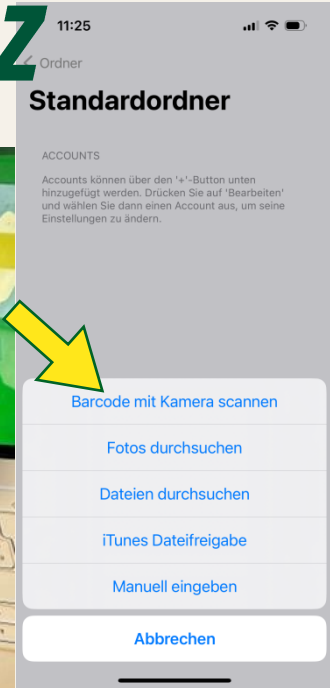 Z
11:25
Ordner
Standardordner
ACCOUNTS
Accounts können über den '+'-Button unten
hinzugefügt werden. Drücken Sie auf 'Bearbeiten'
und wählen Sie dann einen Account aus, um seine
Einstellungen zu ändern.
Barcode mit Kamera scannen
Fotos durchsuchen
Dateien durchsuchen
iTunes Dateifreigabe
Manuell eingeben
Abbrechen